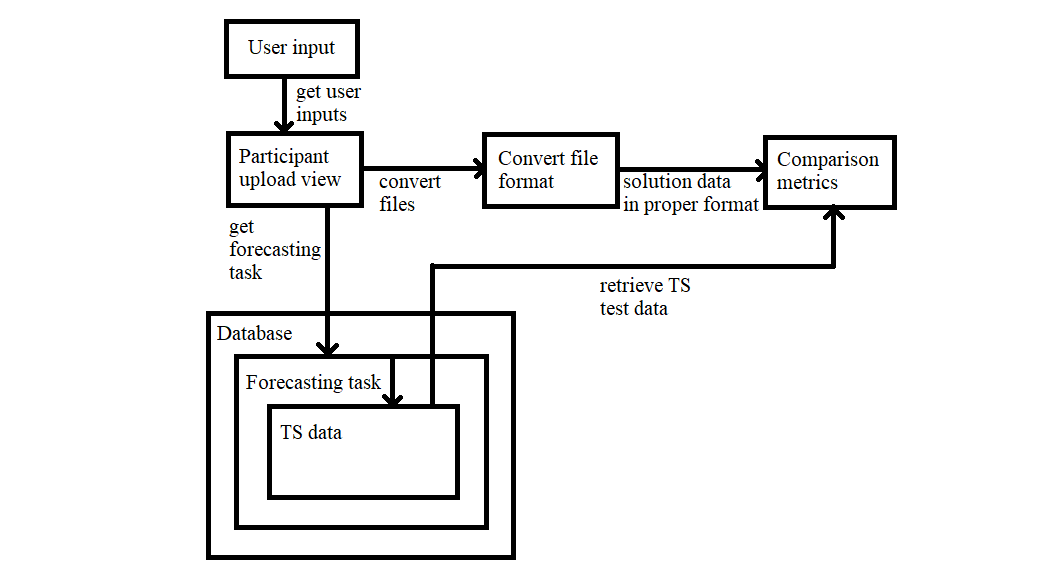 User input
get user
inputs
Participant
upload view
convert
files
Convert file
format
solution data
in proper format
Comparison
metrics
get
forecasting
task
retrieve TS
test data
Database
Forecasting task
TS data